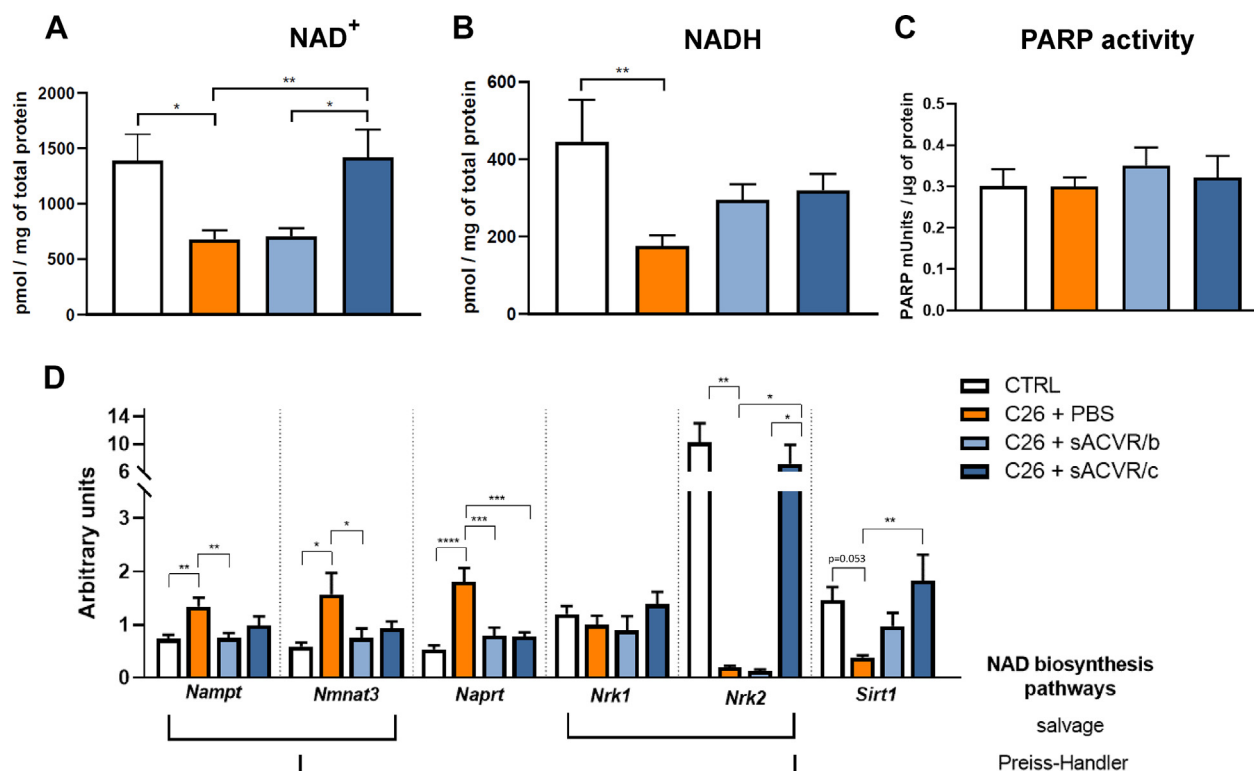 A
NAD+
B
NADH
C
PARP activity
pmol / mg of total protein
2000
1500
1000
500
0
*
**
*
pmol / mg of total protein
600
400
200
0
**
PARP mUnits / µg of protein
0.5
0.4
0.3
0.2
0.1
0.0
D
Arbitrary units
14
10
6
3
2
1
0
**
**
*
*
****
***
***
**
*
*
p=0.053
**
Nampt
Nmnat3
Naprt
Nrk1
Nrk2
Sirt1
CTRL
C26 + PBS
C26 + sACVR/b
C26 + sACVR/c
NAD biosynthesis
pathways
salvage
Preiss-Handler